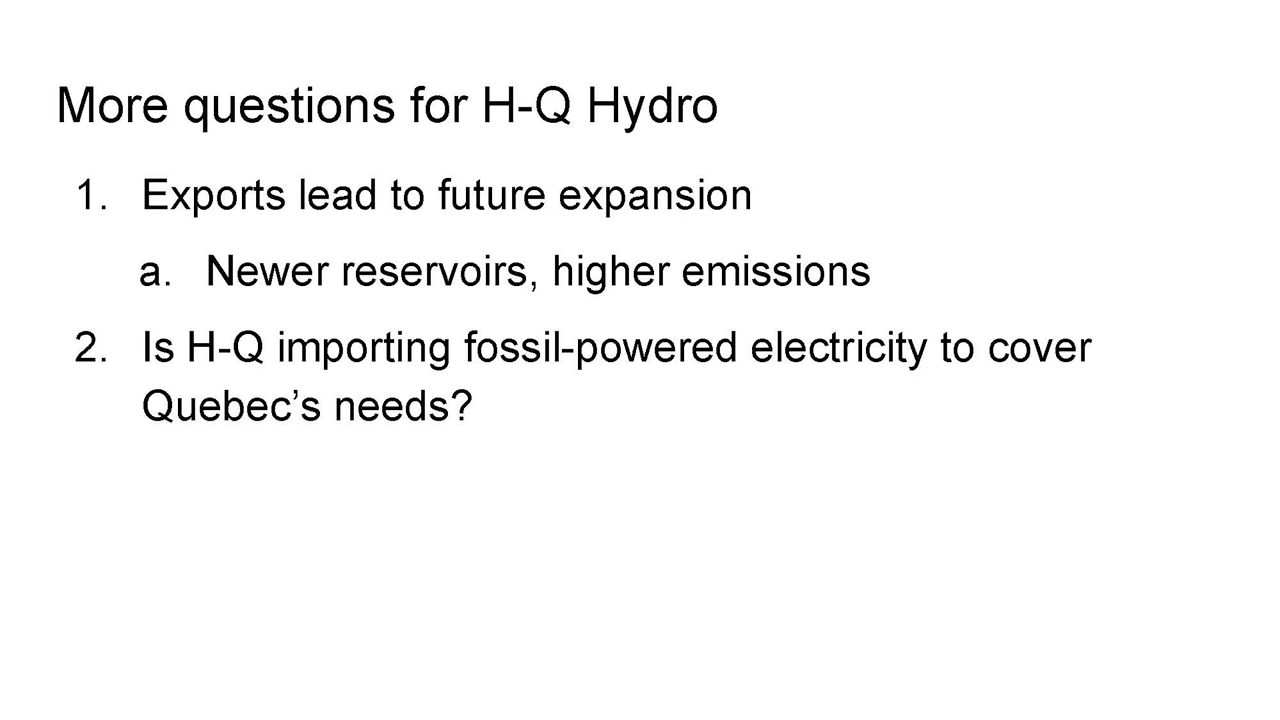 More questions for H-Q Hydro
1. Exports lead to future expansion
a. Newer reservoirs, higher emissions
2. Is H-Q importing fossil-powered electricity to cover
Quebec’s needs?